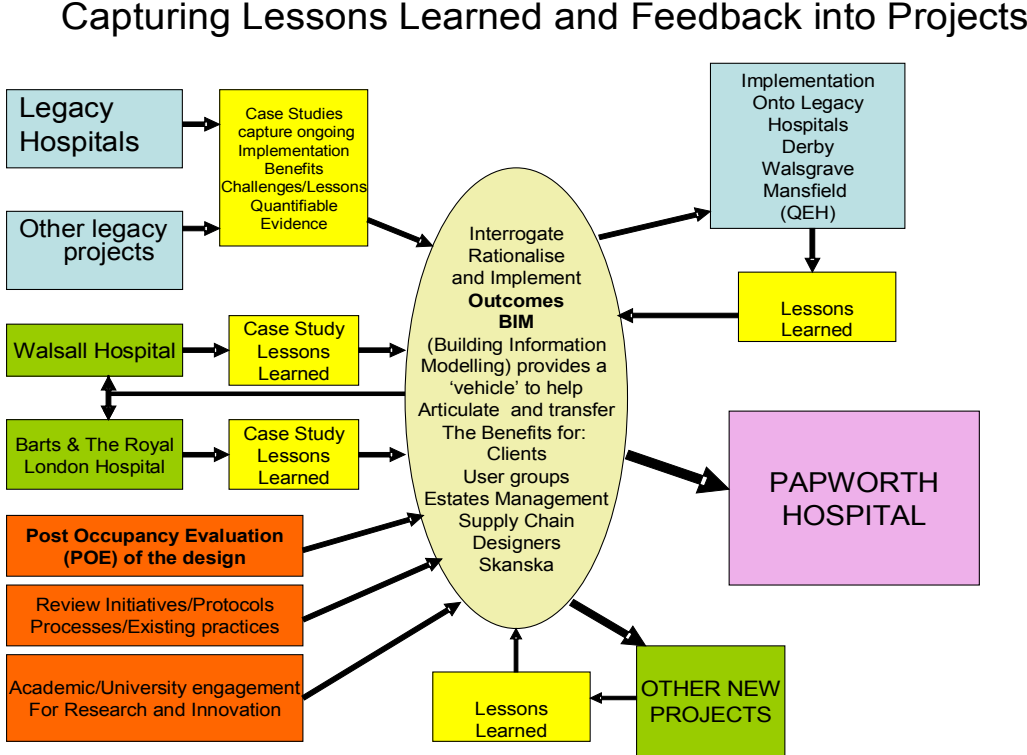 Capturing Lessons Learned and Feedback into Projects
Legacy
Hospitals
Other legacy
projects
Case Studies
capture ongoing
Implementation
Benefits
Challenges/Lessons
Quantifiable
Evidence
Walsall Hospital
Case Study
Lessons
Learned
Barts & The Royal
London Hospital
Case Study
Lessons
Learned
Post Occupancy Evaluation
(POE) of the design
Review Initiatives/Protocols
Processes/Existing practices
Academic/University engagement
For Research and Innovation
Interrogate
Rationalise
and Implement
Outcomes
BIM
(Building Information
Modelling) provides a
‘vehicle’ to help
Articulate and transfer
The Benefits for:
Clients
User groups
Estates Management
Supply Chain
Designers
Skanska
Implementation
Onto Legacy
Hospitals
Derby
Walsgrave
Mansfield
(QEH)
Lessons
Learned
PAPWORTH
HOSPITAL
OTHER NEW
PROJECTS
Lessons
Learned